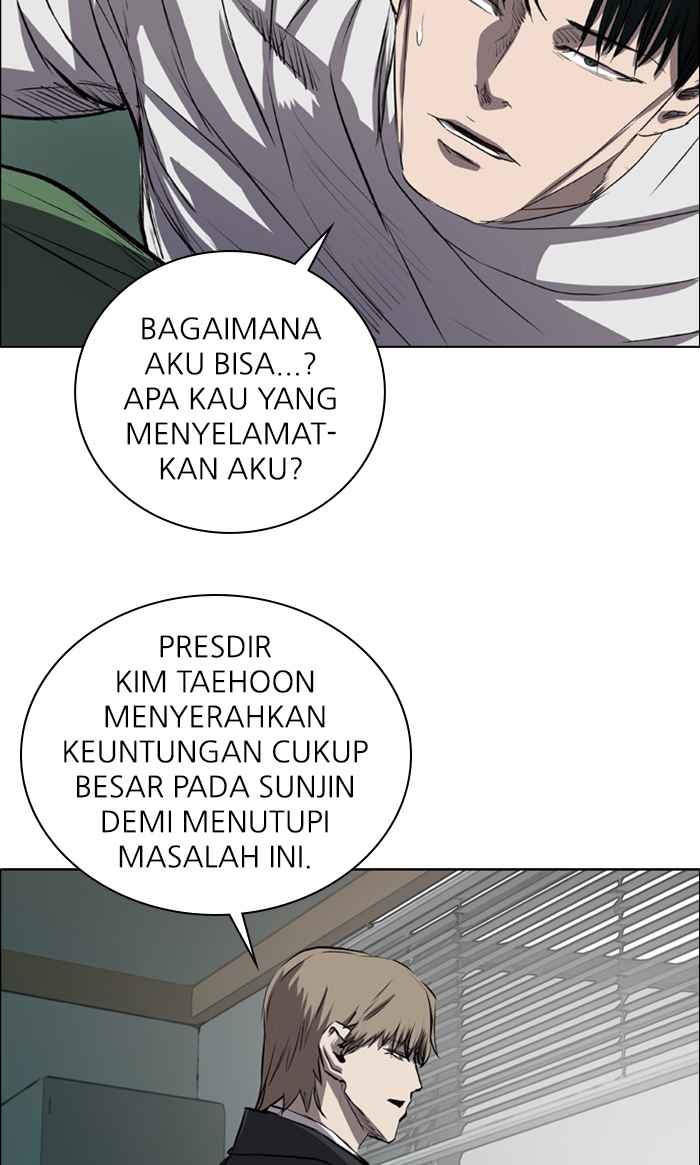 BAGAIMANA
AKU BISA...?
APA KAU YANG
MENYELAMAT-
KAN AKU?
PRESDIR
KIM TAEHOON
MENYERAHKAN
KEUNTUNGAN CUKUP
BESAR PADA SUNJIN
DEMI MENUTUPI
MASALAH INI.